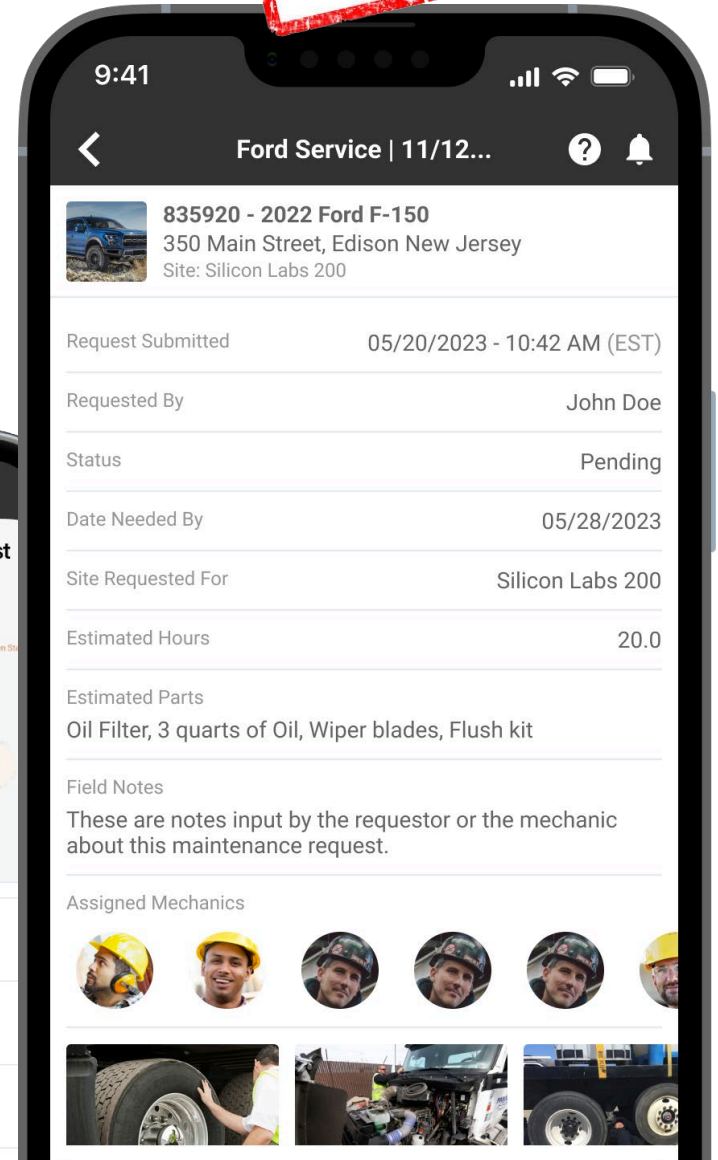 9:41
Ford Service | 11/12...
835920 - 2022 Ford F-150
350 Main Street, Edison New Jersey
Site: Silicon Labs 200
Request Submitted 05/20/2023 - 10:42 AM (EST)
Requested By John Doe
Status Pending
Date Needed By 05/28/2023
Site Requested For Silicon Labs 200
Estimated Hours 20.0
Estimated Parts
Oil Filter, 3 quarts of Oil, Wiper blades, Flush kit
Field Notes
These are notes input by the requestor or the mechanic
about this maintenance request.
Assigned Mechanics